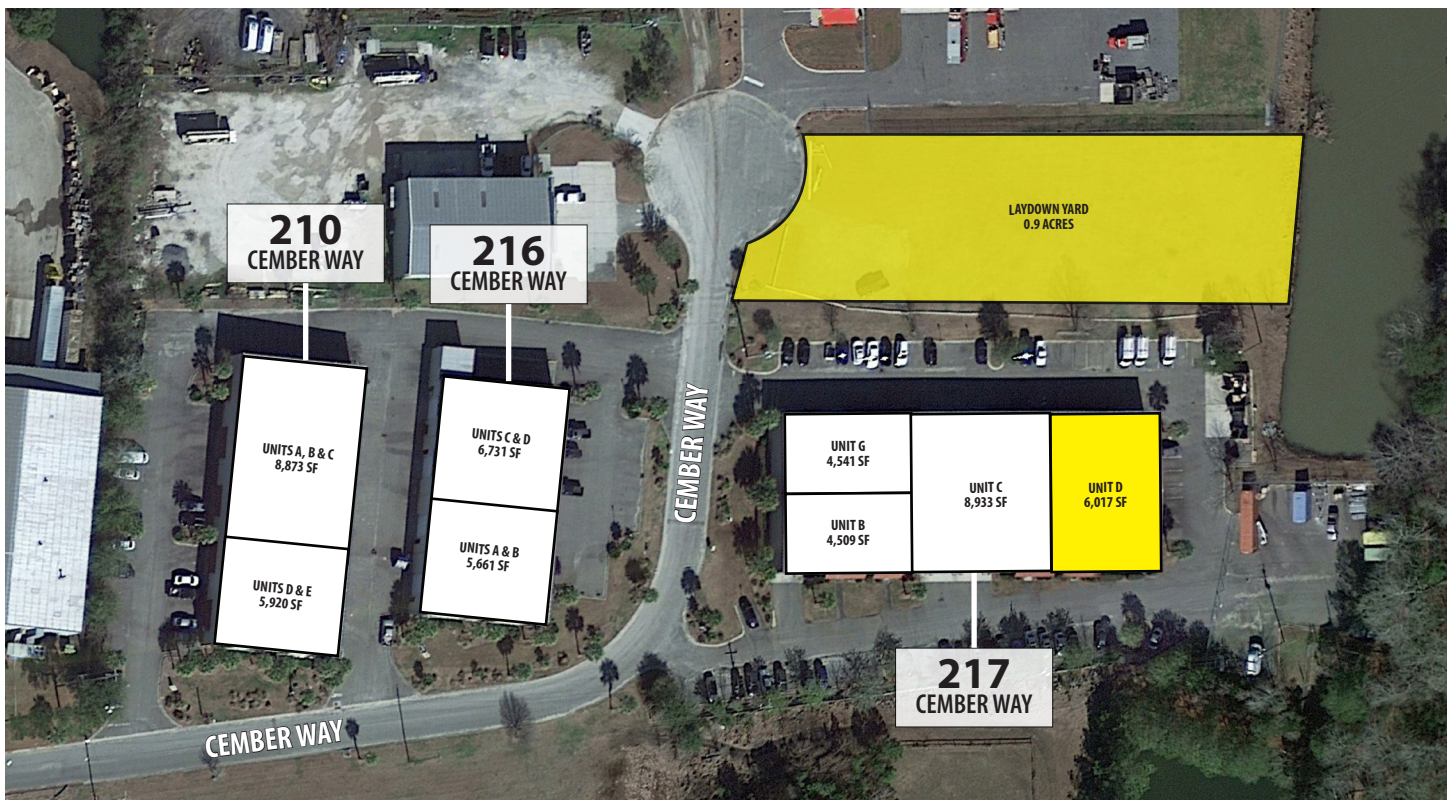 210
CEMBER WAY
216
CEMBER WAY
LAYDOWN YARD
0.9 ACRES
UNITS A, B & C
8,873 SF
UNITS D & E
5,920 SF
UNITS C & D
6,731 SF
UNITS A & B
5,661 SF
CEMBER WAY
UNIT G
4,541 SF
UNIT B
4,509 SF
UNIT C
8,933 SF
UNIT D
6,017 SF
217
CEMBER WAY
CEMBER WAY